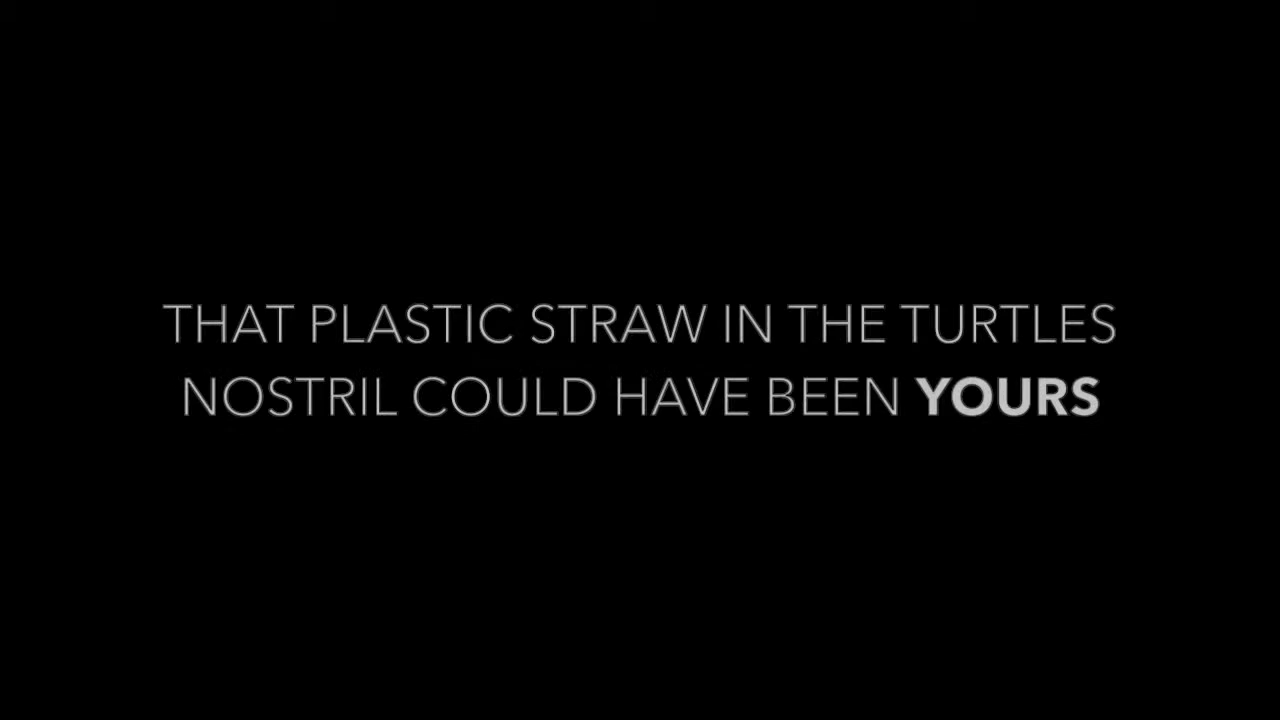 THAT PLASTIC STRAW IN THE TURTLES
NOSTRIL COULD HAVE BEEN YOURS